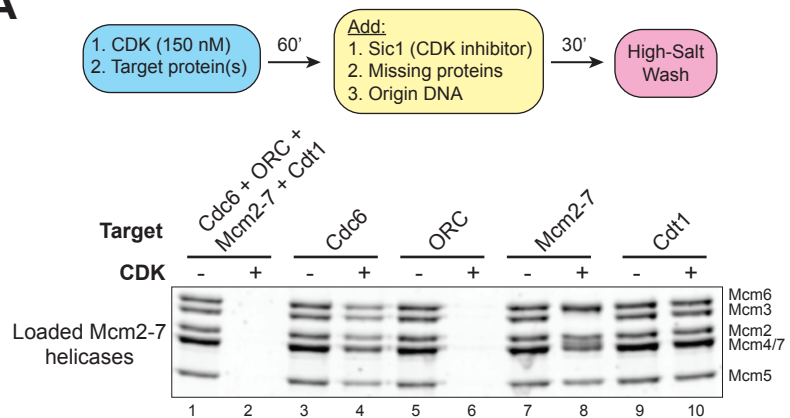 A
1. CDK (150 nM)
2. Target protein(s)
60’
Add:
1. Sic1 (CDK inhibitor)
2. Missing proteins
3. Origin DNA
30’
High-Salt
Wash
Target
Cdc6 + ORC +
Mcm2-7 + Cdt1
Cdc6
ORC
Mcm2-7
Cdt1
CDK - + - + - + - + - +
Loaded Mcm2-7
helicases
Mcm6
Mcm3
Mcm2
Mcm4/7
Mcm5
1 2 3 4 5 6 7 8 9 10